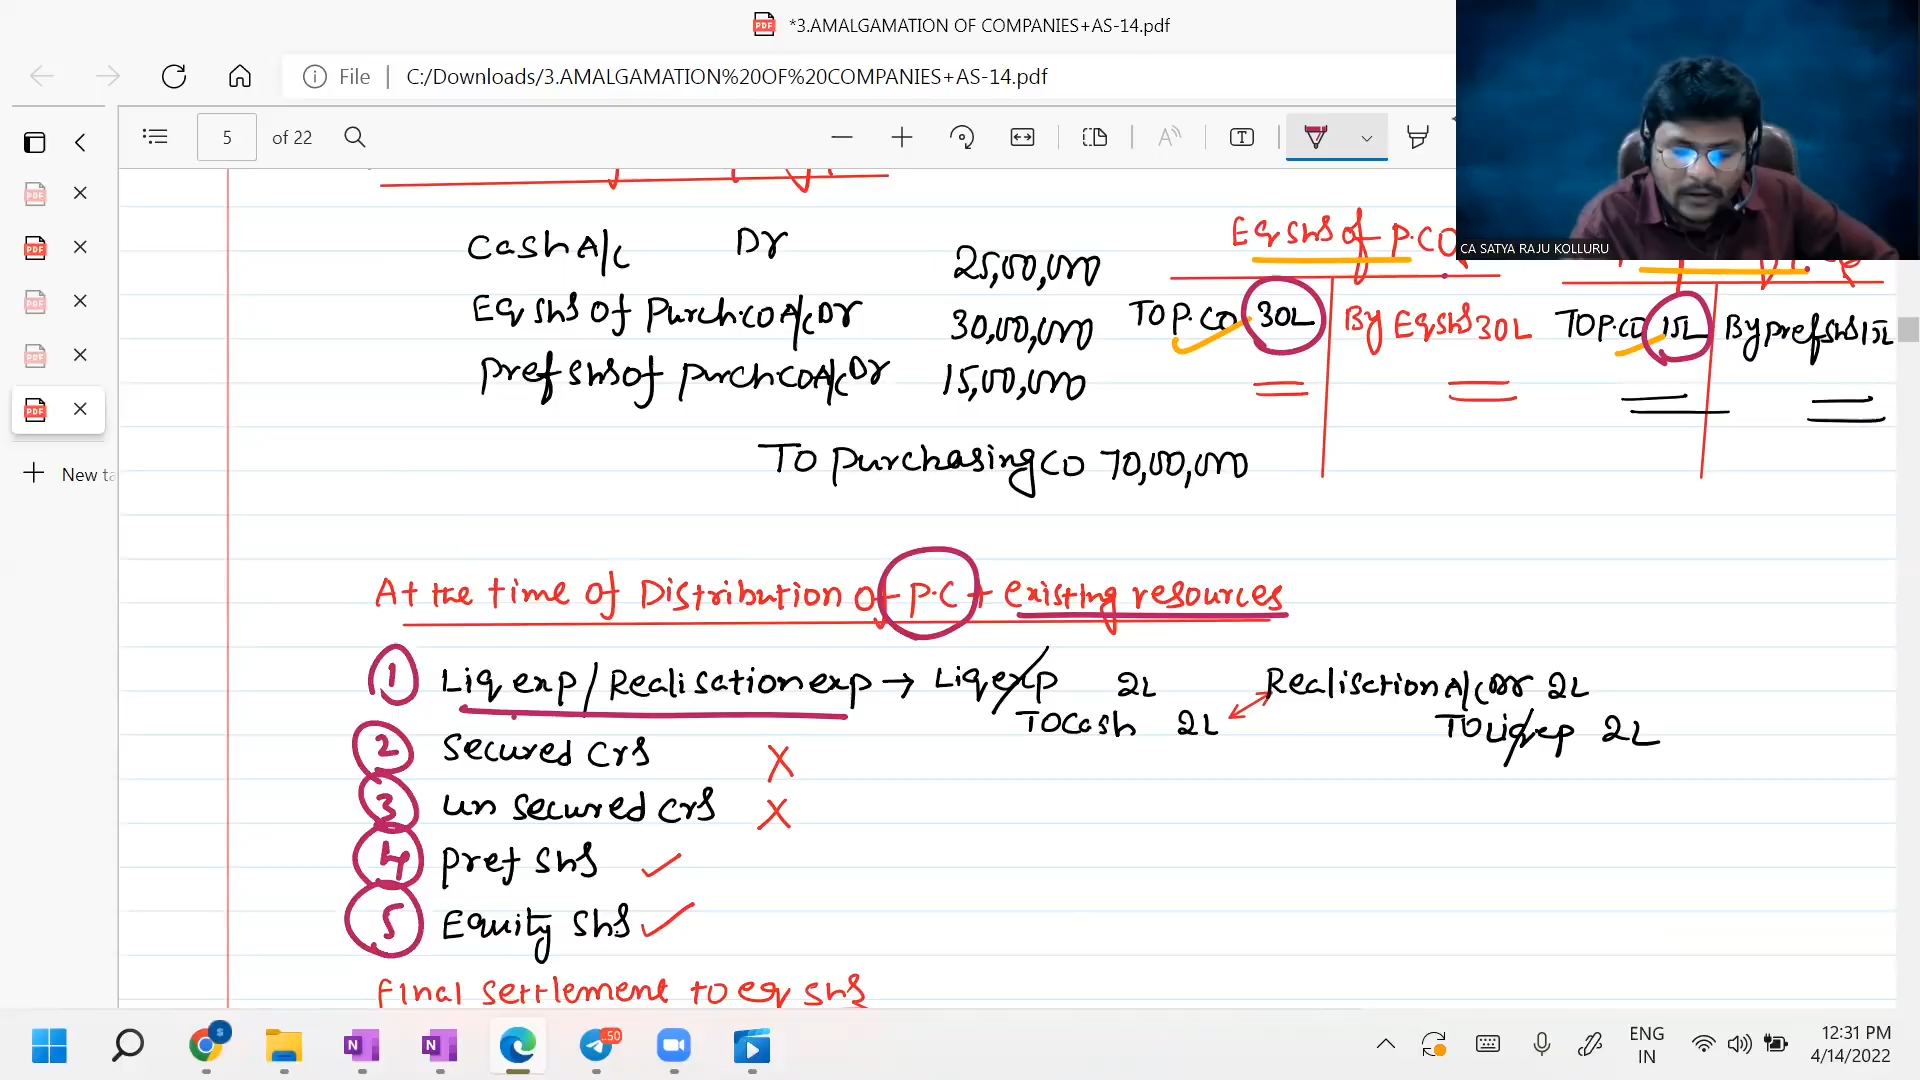 *3.AMALGAMATION OF COMPANIES+AS-14.pdf
File | C:/Downloads/3.AMALGAMATION%20OF%20COMPANIES+AS-14.pdf
5 of 22
CA SATYA RAJU KOLLURU
New ta
Cash A/c Dr 25,00,000
Eq shs of Purch.co A/c Dr 30,00,000
Pref shs of purch co A/c Dr 15,00,000
To purchasing co 70,00,000
Eq shs of P.CO
To P.CO 30L By Eq shs 30L
To P.CO 15L By pref shs 15L
At the time of Distribution of P.C + existing resources
1 Liq exp / Realisation exp → Liq exp 2L
To cash 2L
Realisation A/c Dr 2L
To Liq exp 2L
2 Secured crs X
3 un secured crs X
4 pref shs ✓
5 Equity shs ✓
Final settlement to eq shs
50
ENG
IN
12:31 PM
4/14/2022